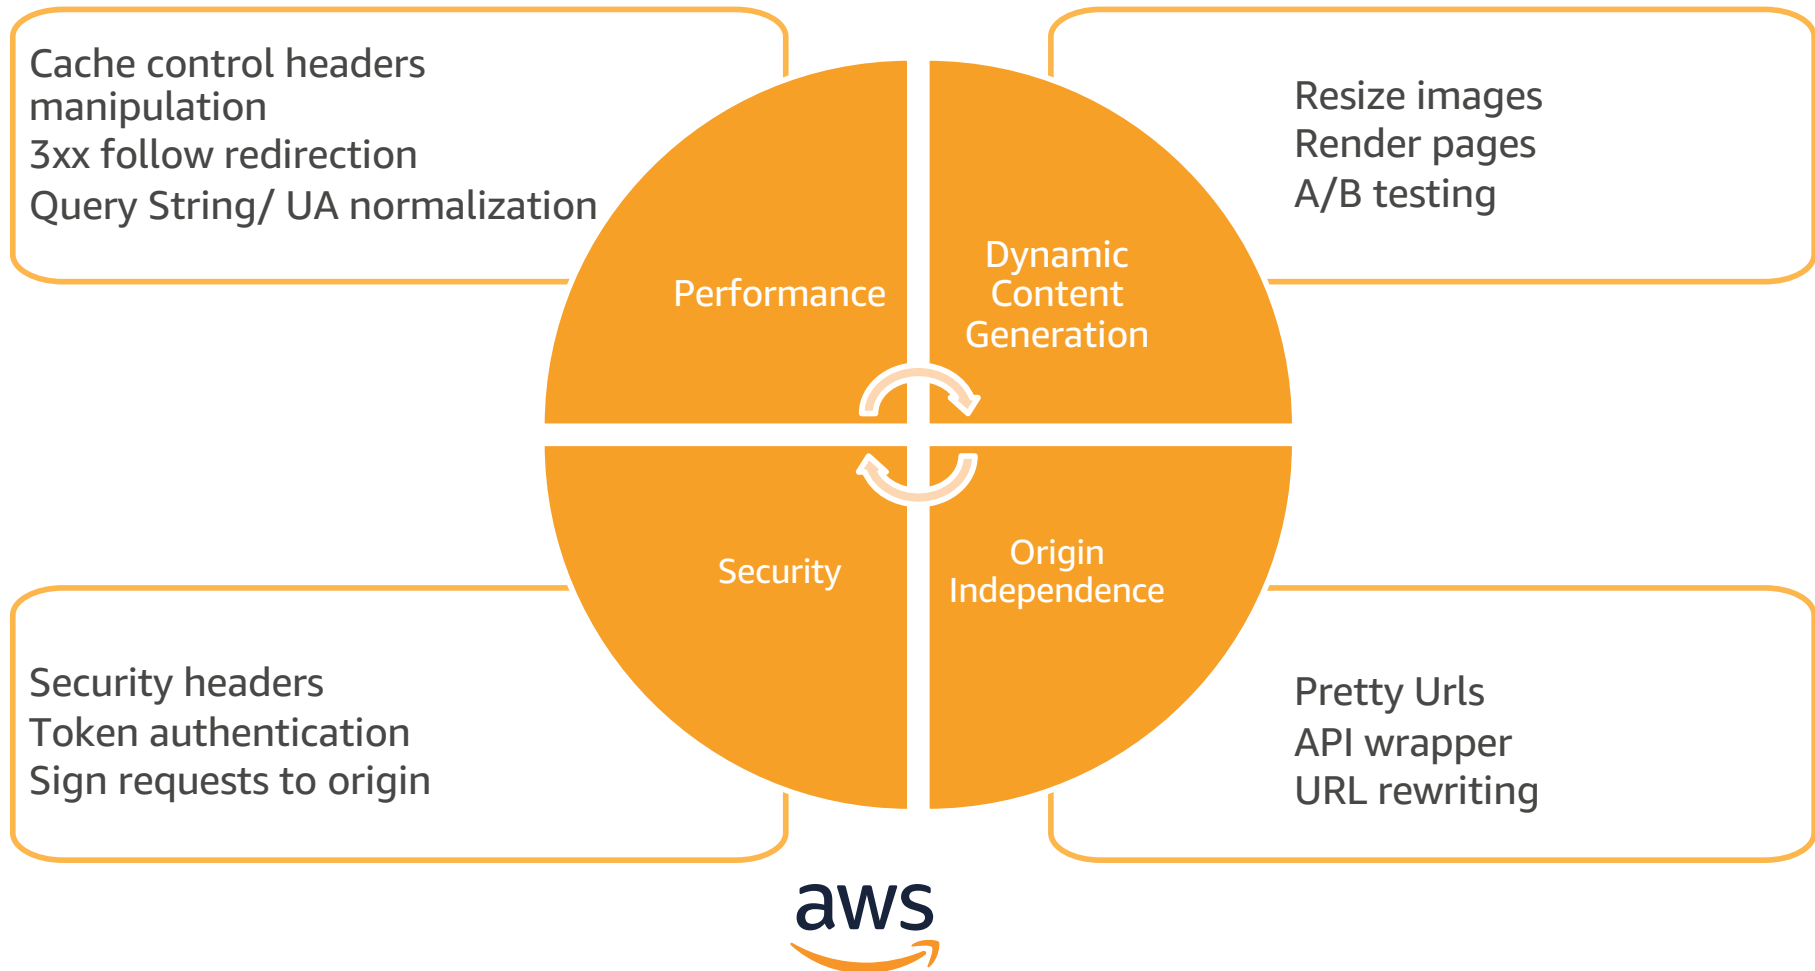 Cache control headers
manipulation
3xx follow redirection
Query String/ UA normalization
Resize images
Render pages
A/B testing
Performance
Dynamic
Content
Generation
Security
Origin
Independence
Security headers
Token authentication
Sign requests to origin
Pretty Urls
API wrapper
URL rewriting
aws